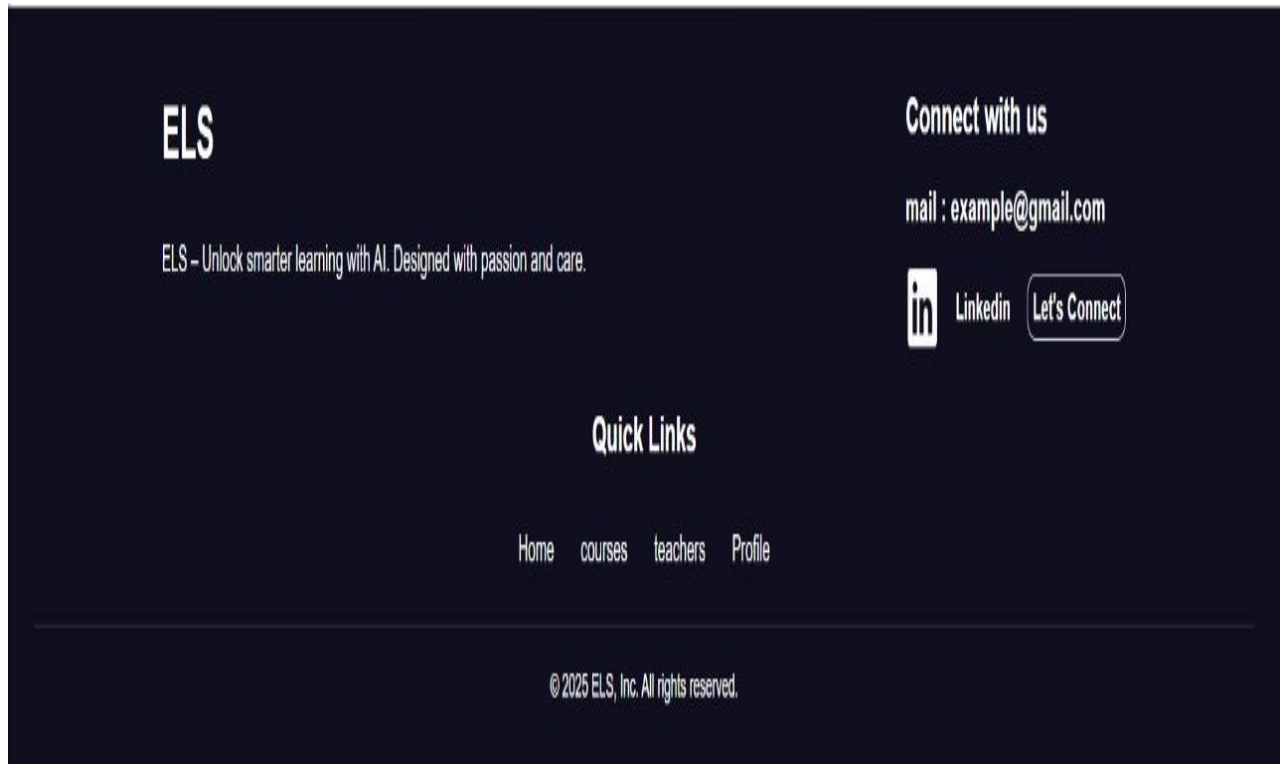 ELS
ELS – Unlock smarter learning with AI. Designed with passion and care.
Connect with us
mail : example@gmail.com
in Linkedin Let's Connect
Quick Links
Home courses teachers Profile
© 2025 ELS, Inc. All rights reserved.